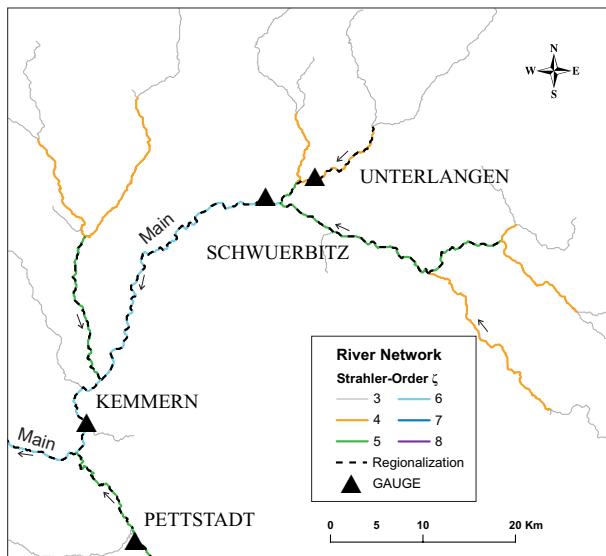 N
W E
S
UNTERLANGEN
Main
SCHWUERBITZ
River Network
Strahler-Order ζ
3 6
4 7
5 8
Regionalization
GAUGE
KEMMERN
Main
PETTSTADT
0 5 10 20 Km